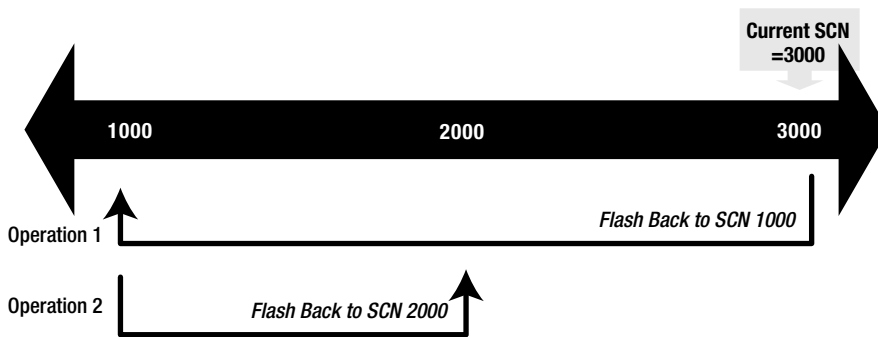 Current SCN
=3000
1000 2000 3000
Flash Back to SCN 1000
Operation 1
Flash Back to SCN 2000
Operation 2